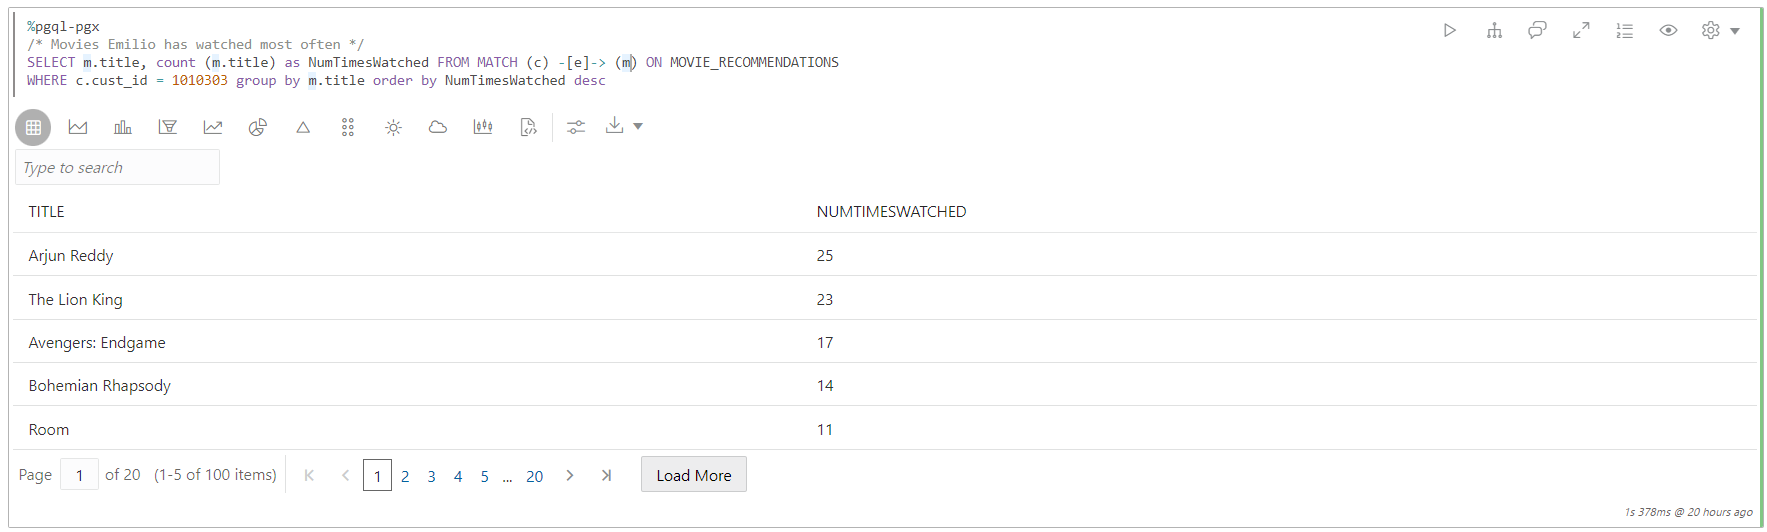 %pgql-pgx
/* Movies Emilio has watched most often */
SELECT m.title, count (m.title) as NumTimesWatched FROM MATCH (c) -[e]-> (m) ON MOVIE_RECOMMENDATIONS
WHERE c.cust_id = 1010303 group by m.title order by NumTimesWatched desc
Type to search
TITLE NUMTIMESWATCHED
Arjun Reddy 25
The Lion King 23
Avengers: Endgame 17
Bohemian Rhapsody 14
Room 11
Page 1 of 20 (1-5 of 100 items) 1 2 3 4 5 ... 20 Load More
1s 378ms @ 20 hours ago